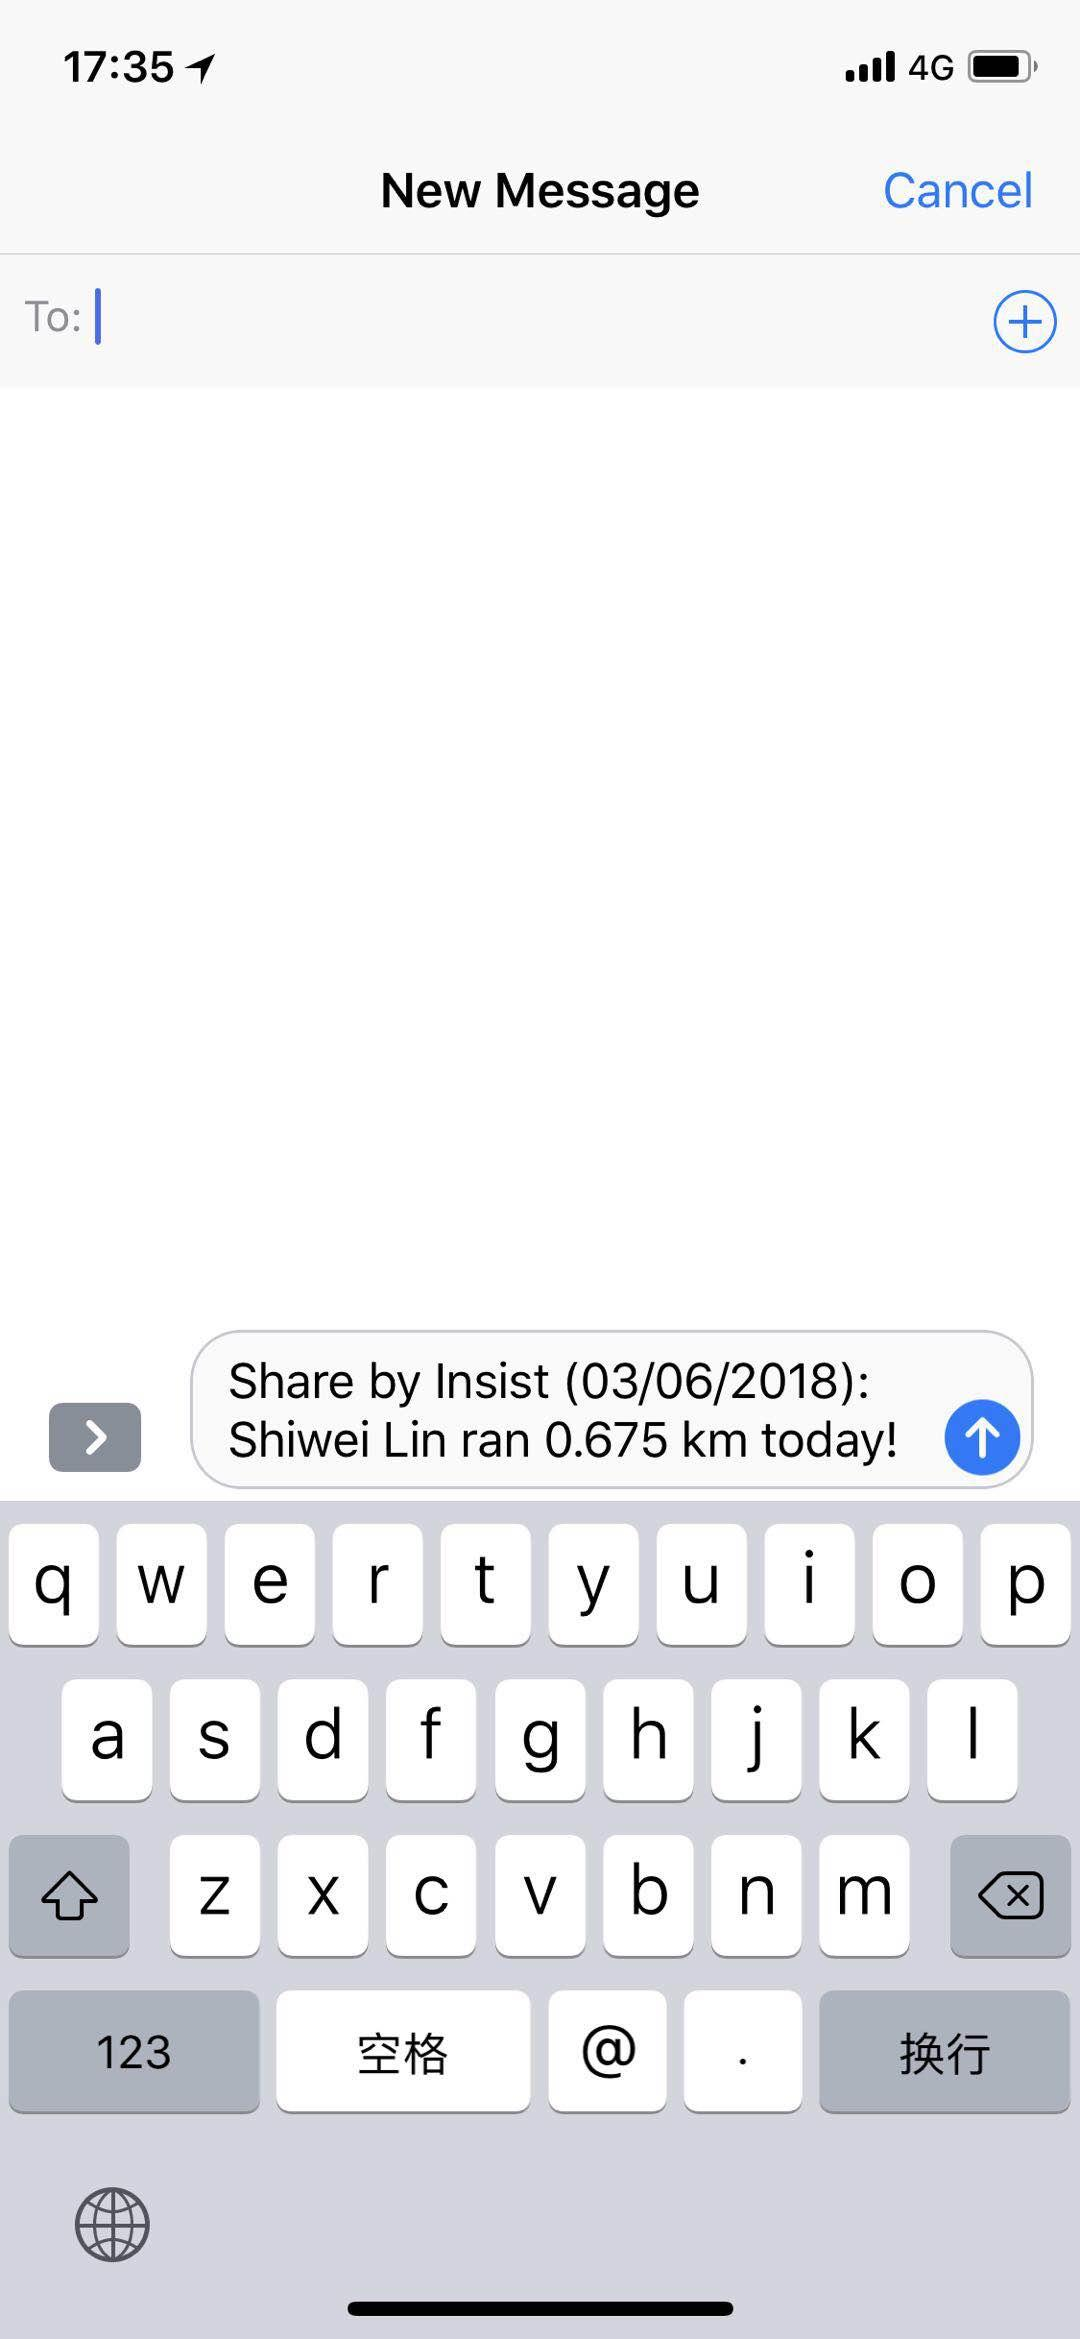 17:35
4G
New Message
Cancel
To:
Share by Insist (03/06/2018):
Shiwei Lin ran 0.675 km today!
q w e r t y u i o p
a s d f g h j k l
z x c v b n m
123 空格 @ . 换行